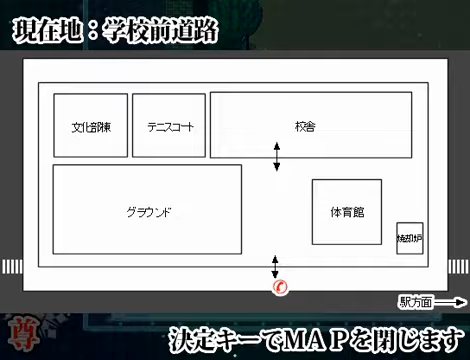 現在地：学校前道路
文化部棟
テニスコート
校舎
グラウンド
体育館
焼却炉
駅方面
尊
決定キーでMAPを閉じます